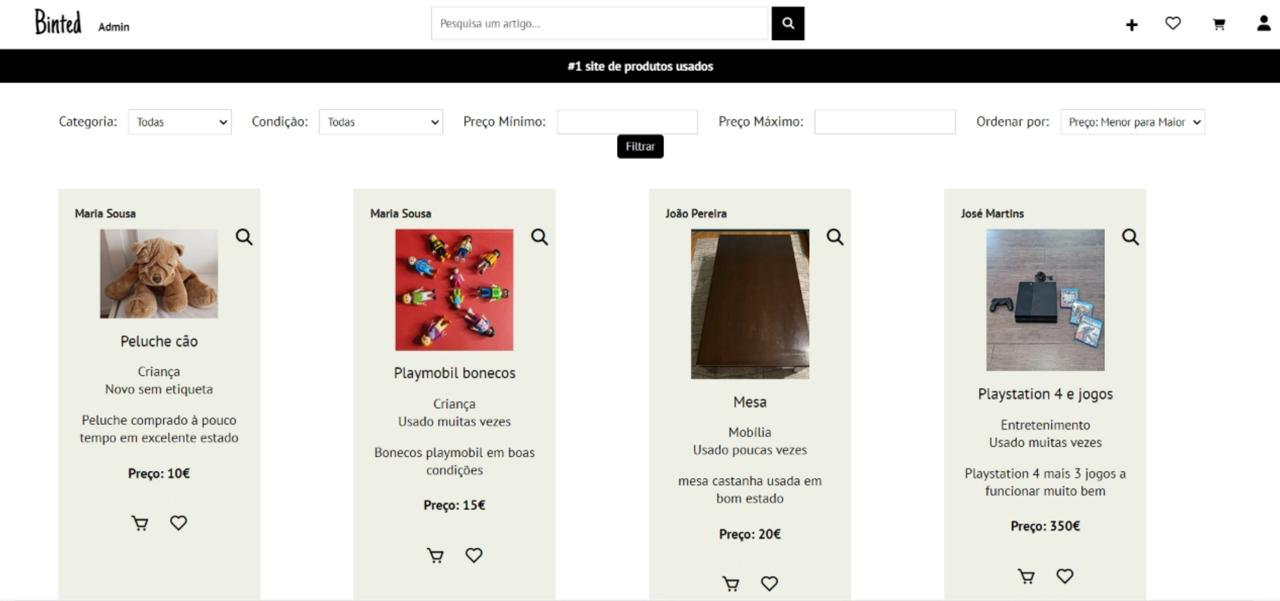 Binted Admin
Pesquisa um artigo...
#1 site de produtos usados
Categoria: Todas Condição: Todas Preço Mínimo: Preço Máximo: Ordenar por: Preço: Menor para Maior
Filtrar
Maria Sousa
Peluche cão
Criança
Novo sem etiqueta
Peluche comprado à pouco
tempo em excelente estado
Preço: 10€
Maria Sousa
Playmobil bonecos
Criança
Usado muitas vezes
Bonecos playmobil em boas
condições
Preço: 15€
João Pereira
Mesa
Mobília
Usado poucas vezes
mesa castanha usada em
bom estado
Preço: 20€
José Martins
Playstation 4 e jogos
Entretenimento
Usado muitas vezes
Playstation 4 mais 3 jogos a
funcionar muito bem
Preço: 350€